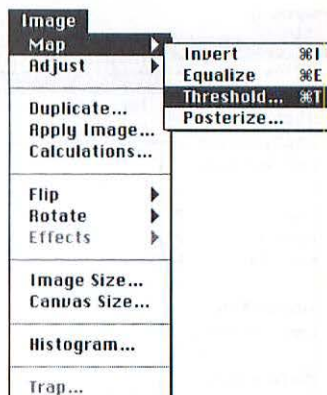 Image
Map
Adjust
Duplicate...
Apply Image...
Calculations...
Flip
Rotate
Effects
Image Size...
Canvas Size...
Histogram...
Trap...
Invert ⌘I
Equalize ⌘E
Threshold... ⌘T
Posterize...